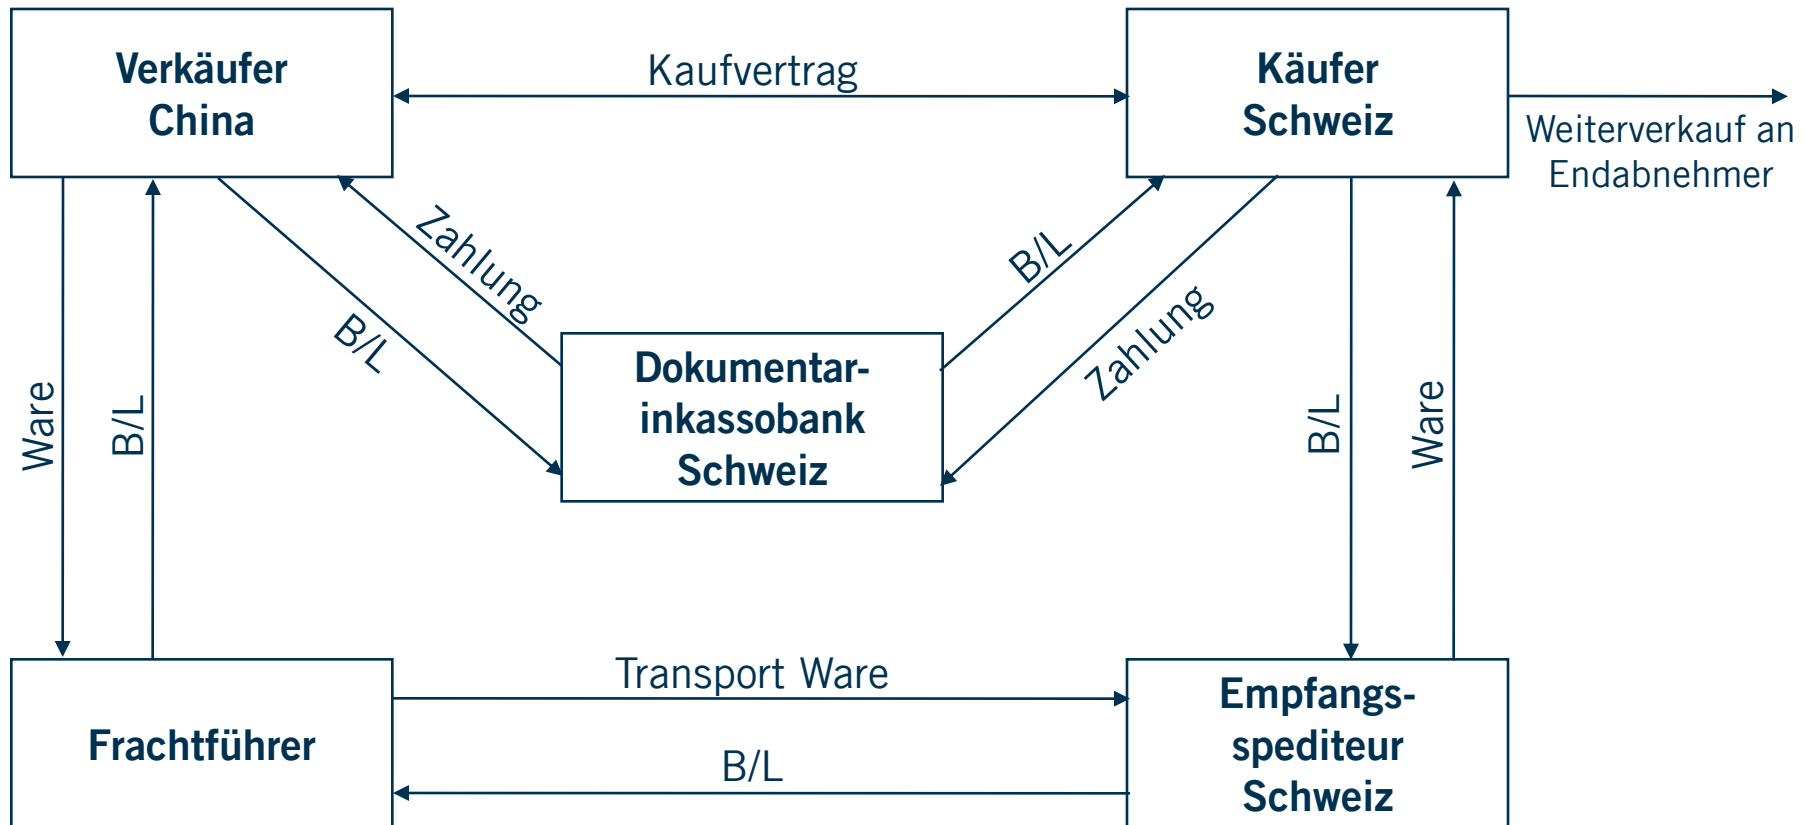 Verkäufer
China
Kaufvertrag
Käufer
Schweiz
Weiterverkauf an
Endabnehmer
Zahlung
B/L
B/L
Zahlung
Dokumentar-
inkassobank
Schweiz
Ware
B/L
B/L
Ware
Frachtführer
Transport Ware
B/L
Empfangs-
spediteur
Schweiz